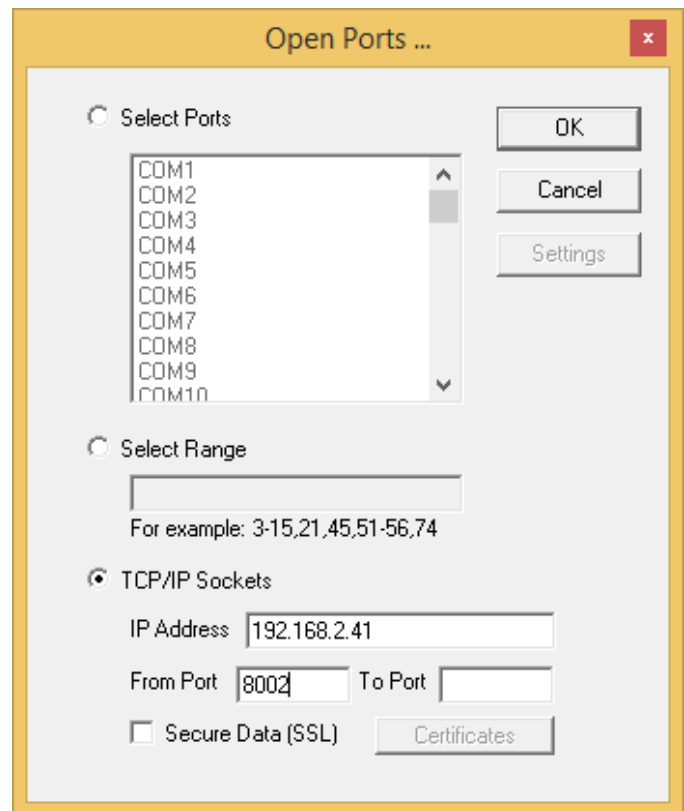 Open Ports ...
x
Select Ports
OK
COM1
COM2
COM3
COM4
COM5
COM6
COM7
COM8
COM9
COM10
Cancel
Settings
Select Range
For example: 3-15,21,45,51-56,74
TCP/IP Sockets
IP Address 192.168.2.41
From Port 8002 To Port
Secure Data (SSL) Certificates